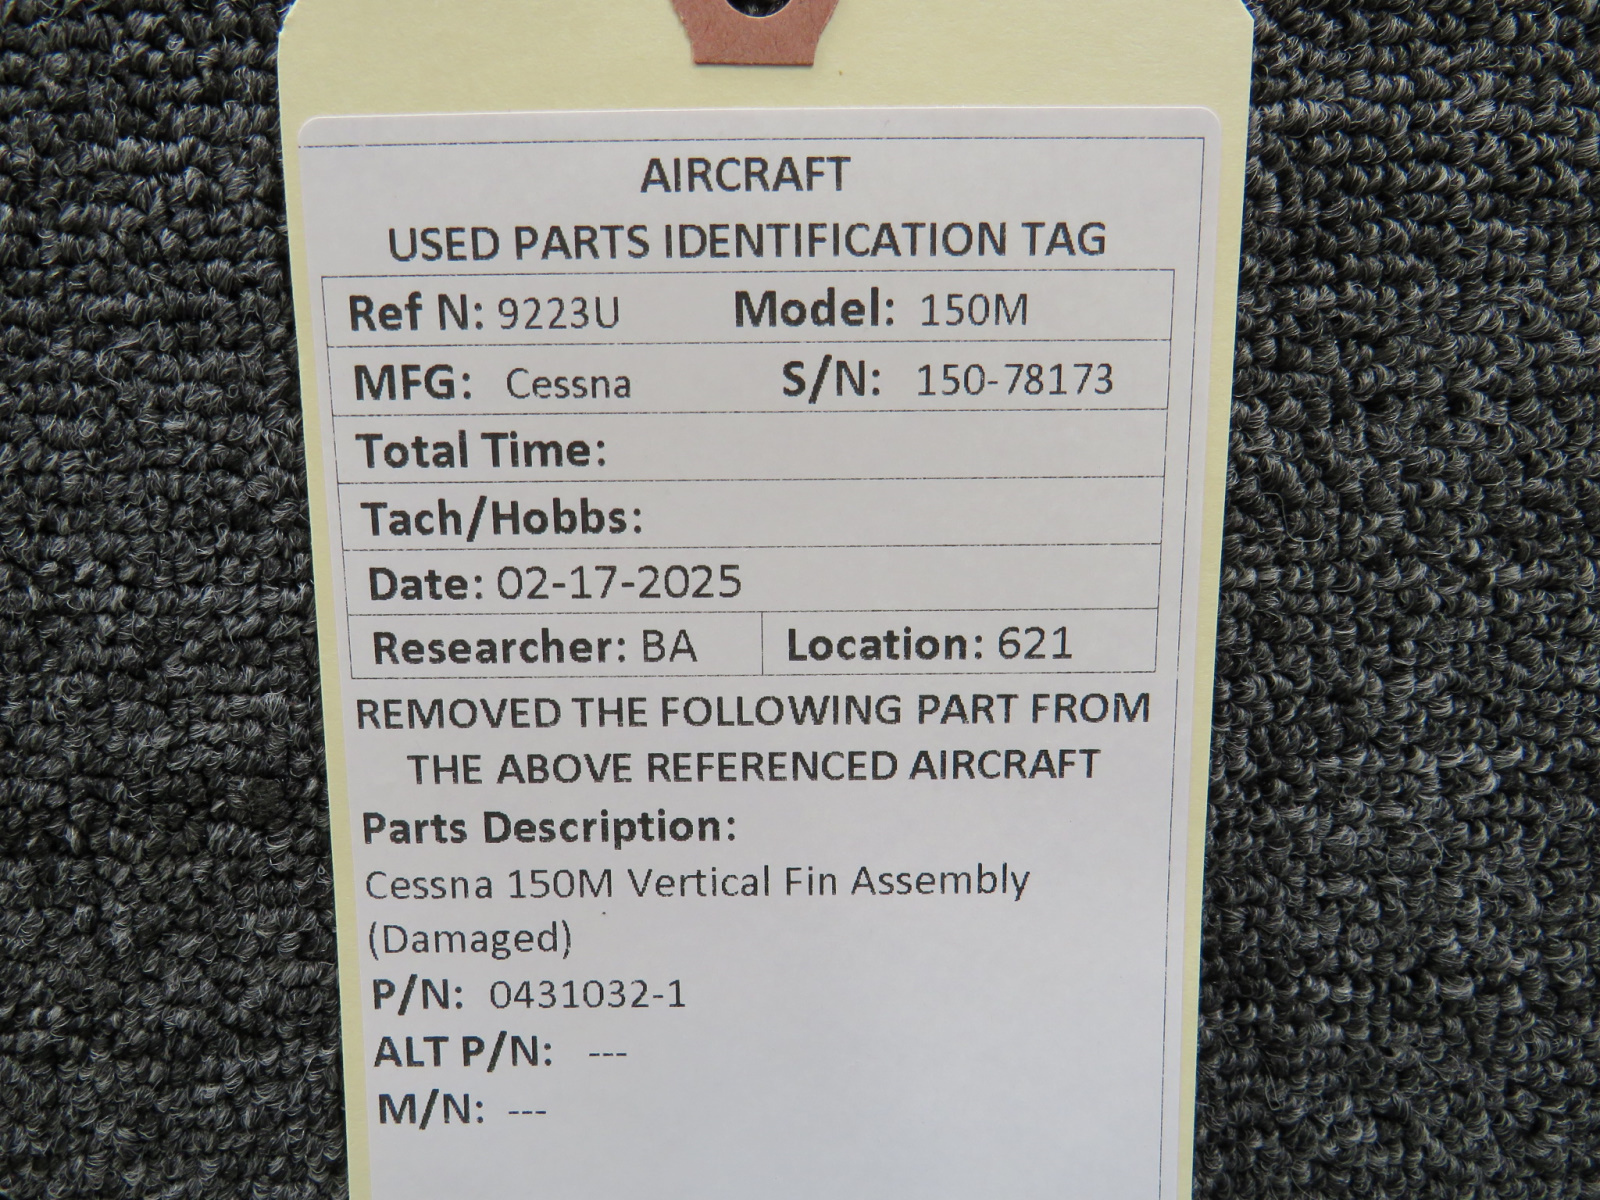 AIRCRAFT
USED PARTS IDENTIFICATION TAG
Ref N: 9223U Model: 150M
MFG: Cessna S/N: 150-78173
Total Time:
Tach/Hobbs:
Date: 02-17-2025
Researcher: BA Location: 621
REMOVED THE FOLLOWING PART FROM
THE ABOVE REFERENCED AIRCRAFT
Parts Description:
Cessna 150M Vertical Fin Assembly
(Damaged)
P/N: 0431032-1
ALT P/N: ---
M/N: ---